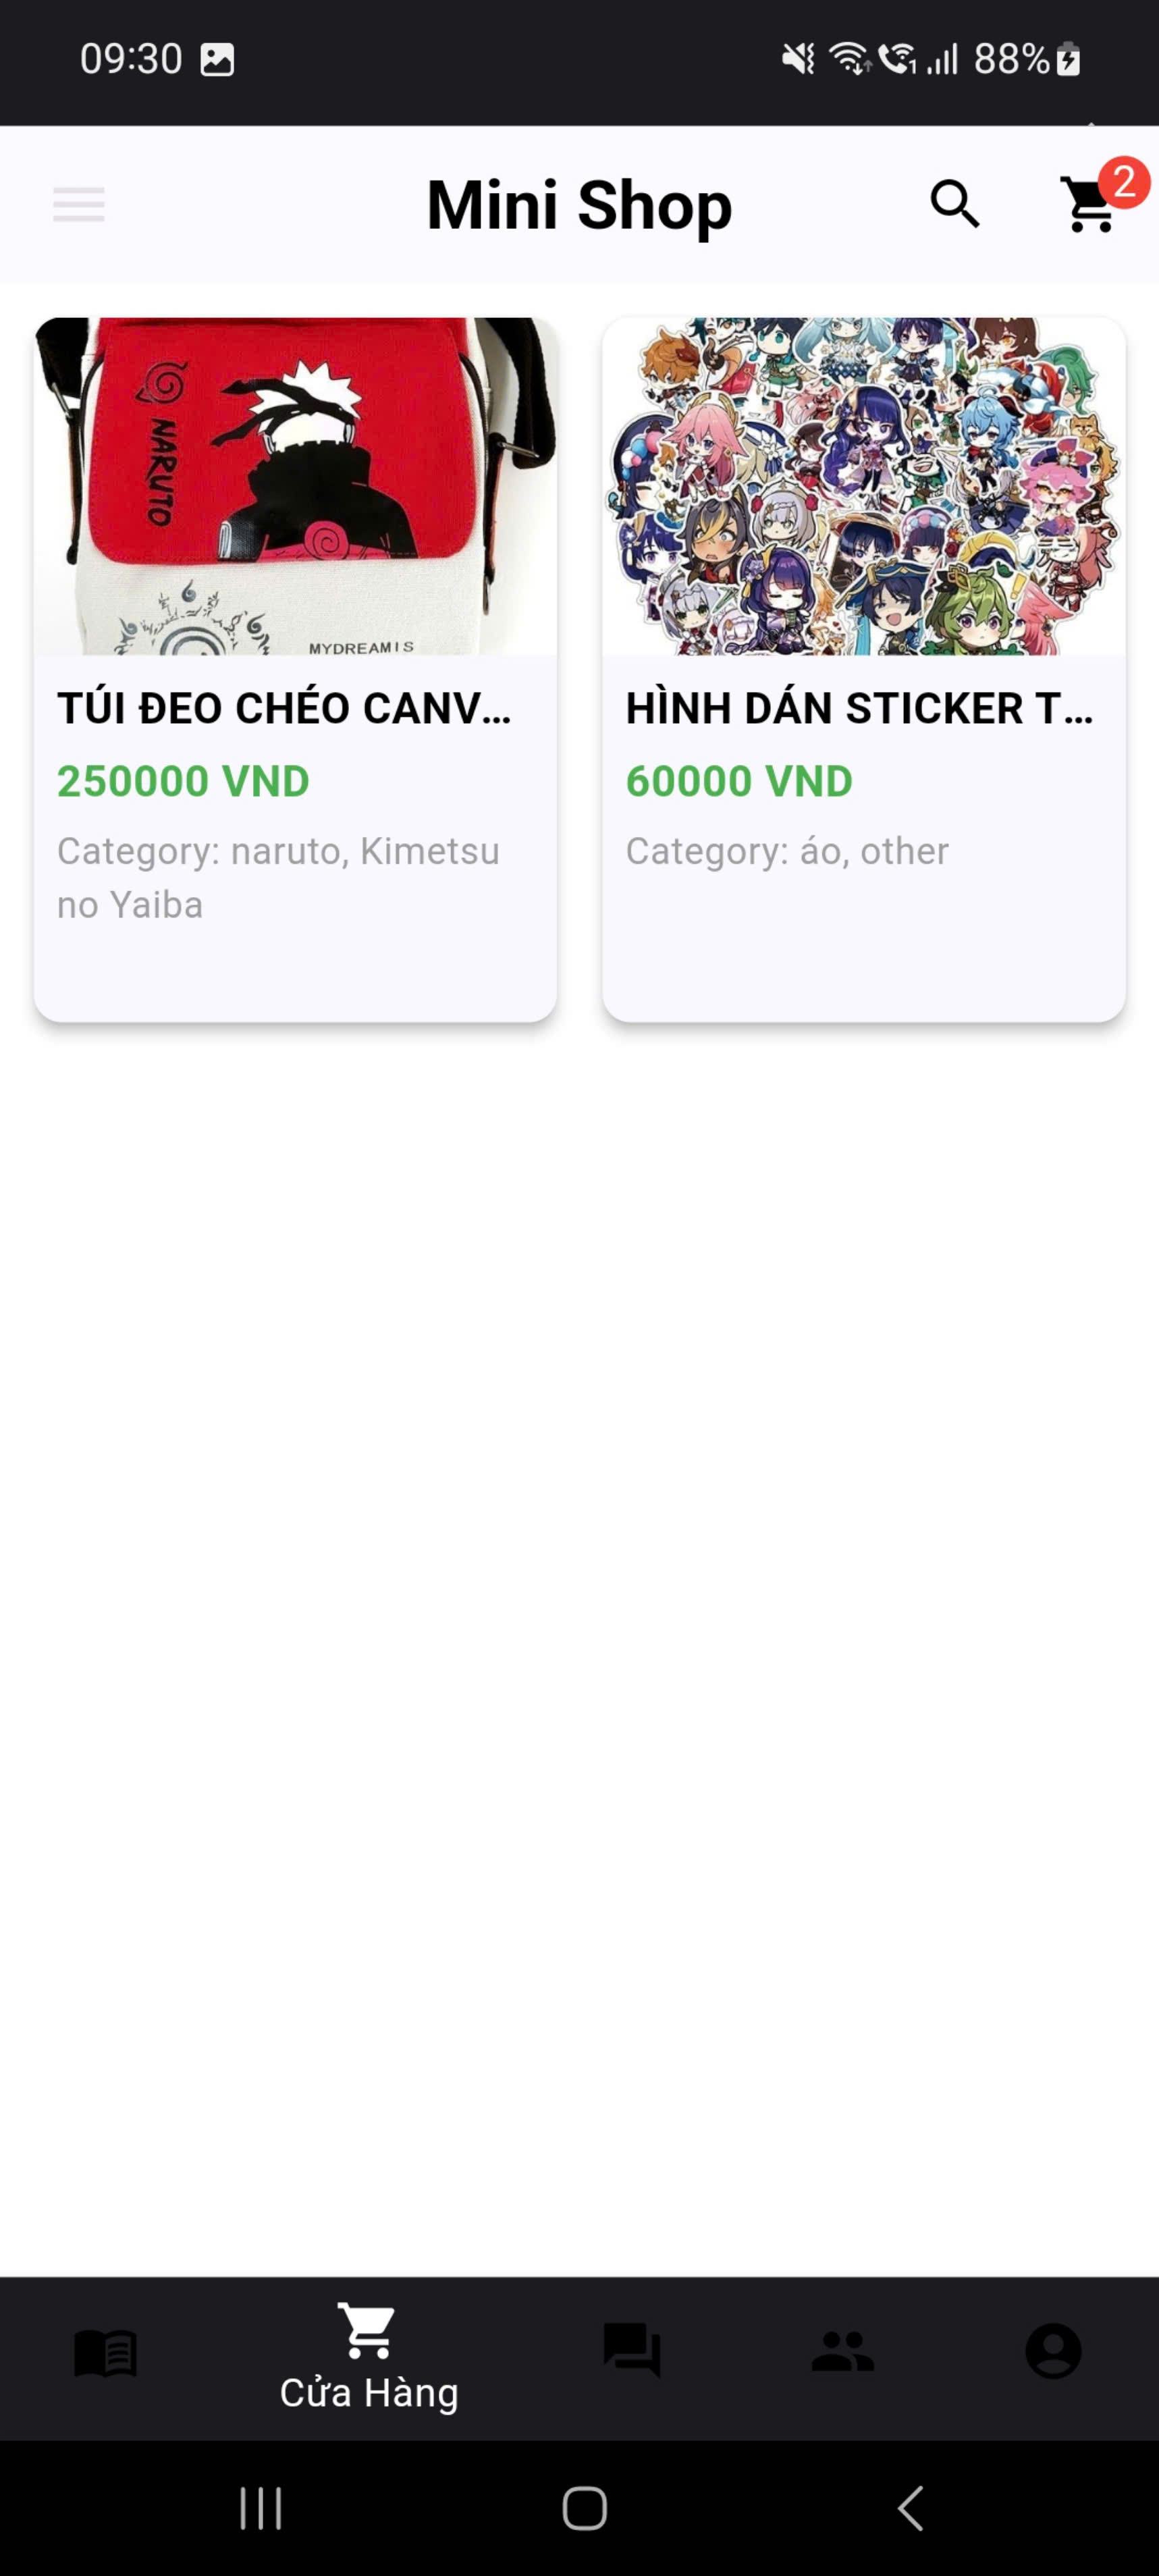 09:30
88%
Mini Shop
2
NARUTO
MYDREAMIS
TÚI ĐEO CHÉO CANV...
250000 VND
Category: naruto, Kimetsu
no Yaiba
HÌNH DÁN STICKER T...
60000 VND
Category: áo, other
Cửa Hàng